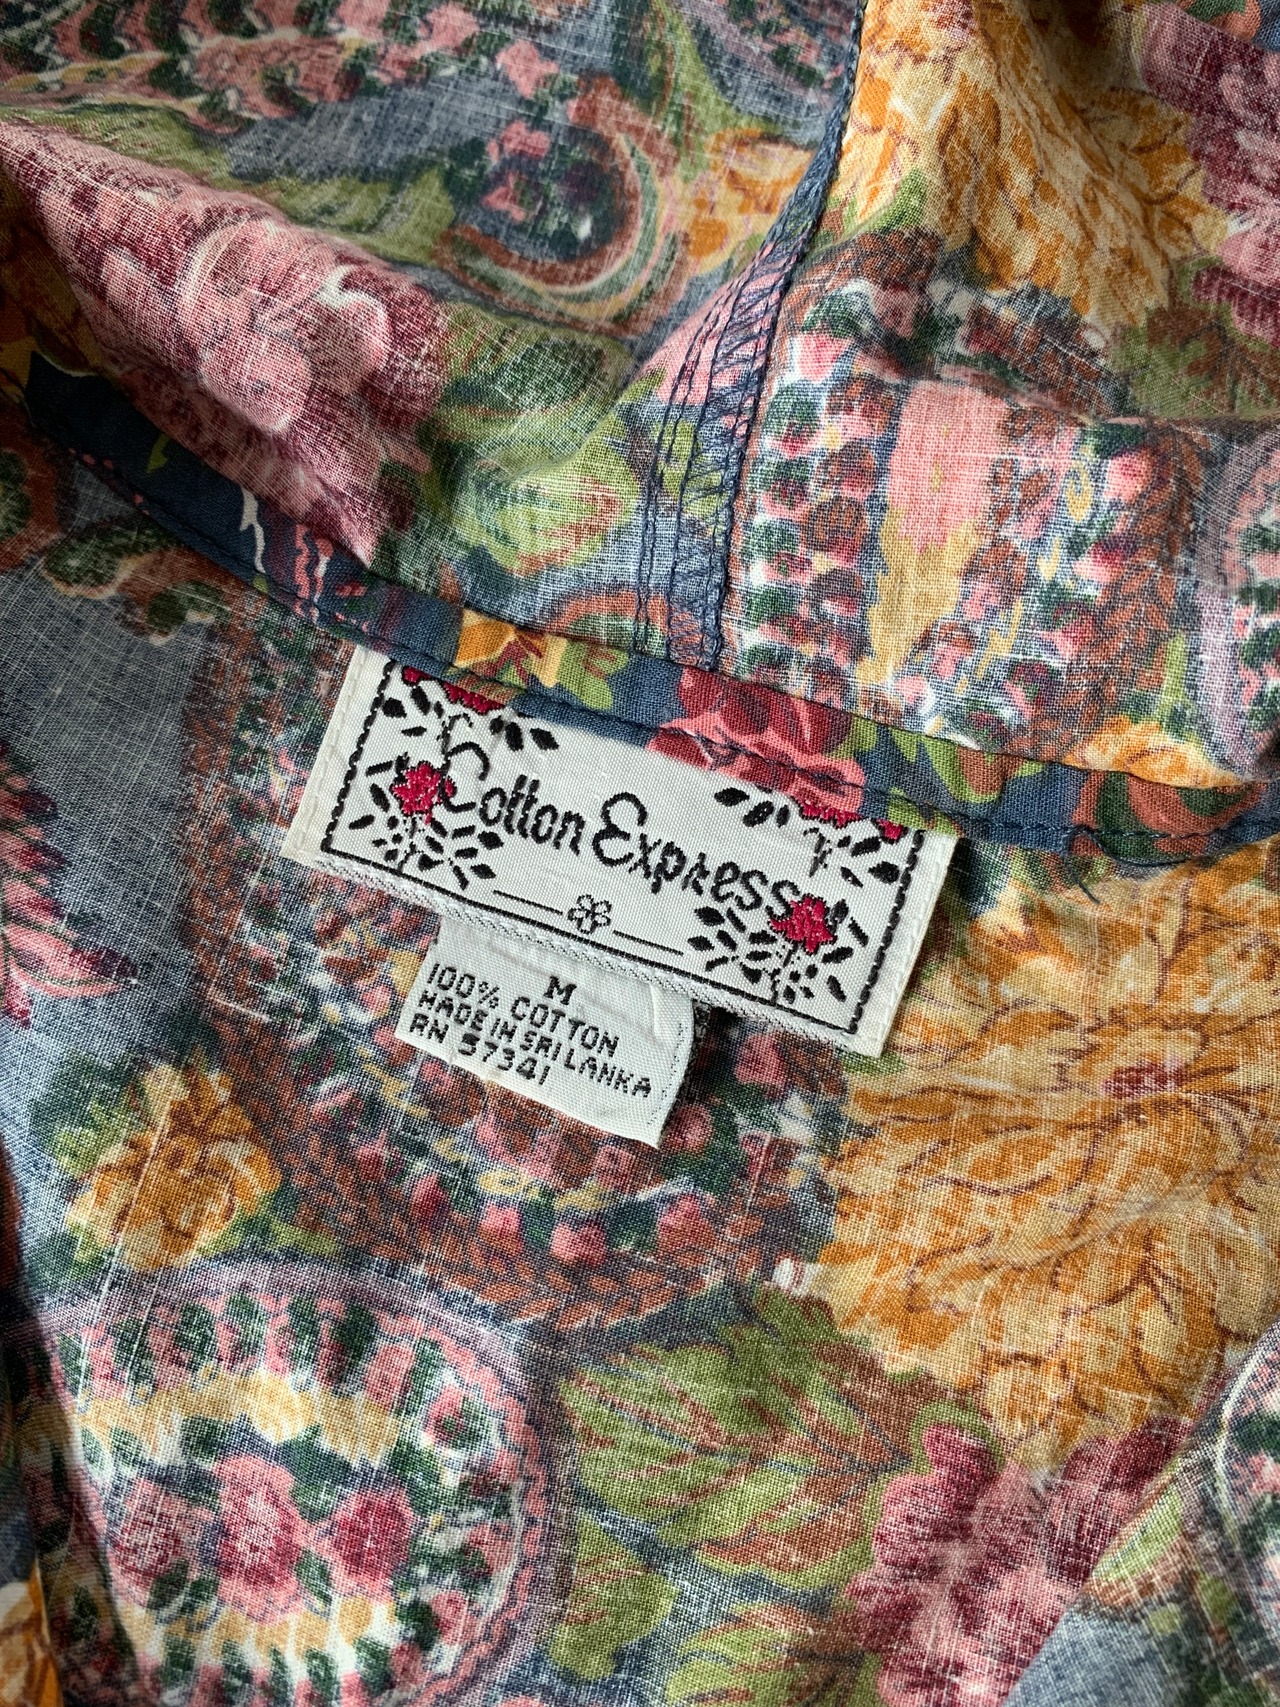 Cotton Express
M
100% COTTON
MADE IN SRI LANKA
RN 57341